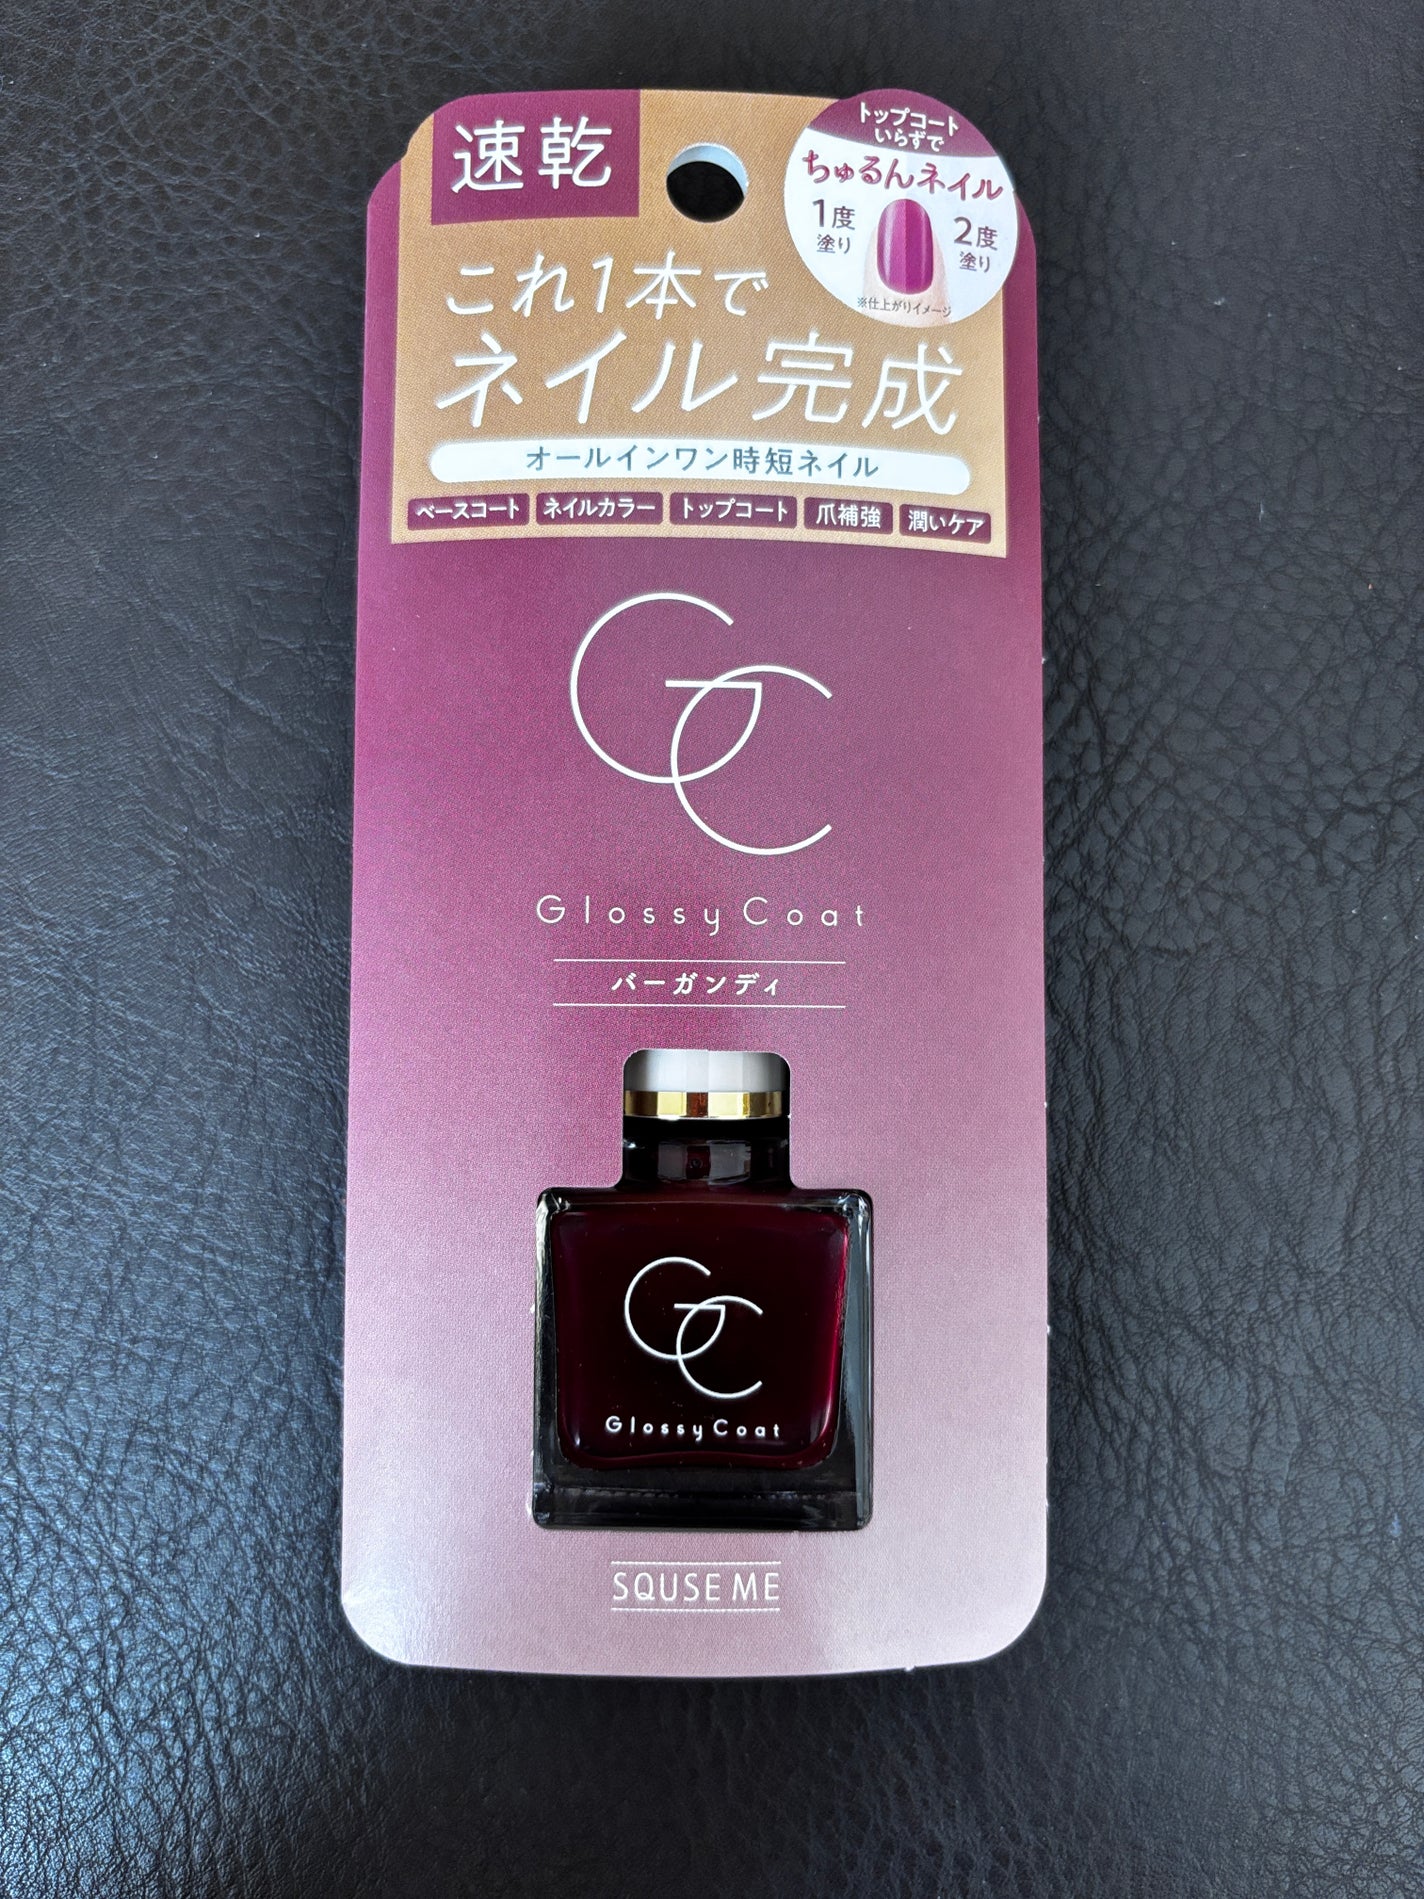 速乾
トップコート
いらずで
ちゅるんネイル
1度
塗り
2度
塗り
※仕上がりイメージ
これ1本で
ネイル完成
オールインワン時短ネイル
ベースコート ネイルカラー トップコート 爪補強 潤いケア
GC
Glossy Coat
バーガンディ
GC
Glossy Coat
SQUSE ME